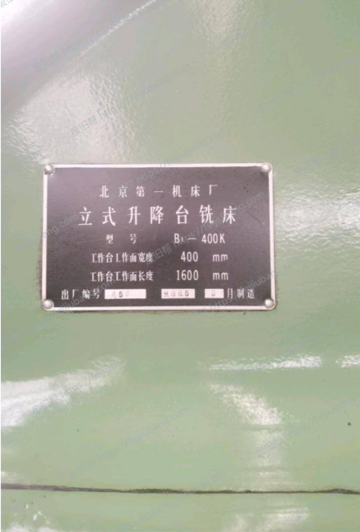 北京第一机床厂
立式升降台铣床
型号 B₁-400K
工作台工作面宽度 400 mm
工作台工作面长度 1600 mm
出厂编号 月制造